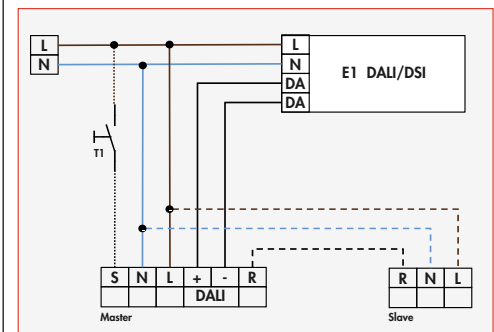 L L
N N E1 DALI/DSI
DA
DA
T1
S N L + - R R N L
DALI
Master Slave